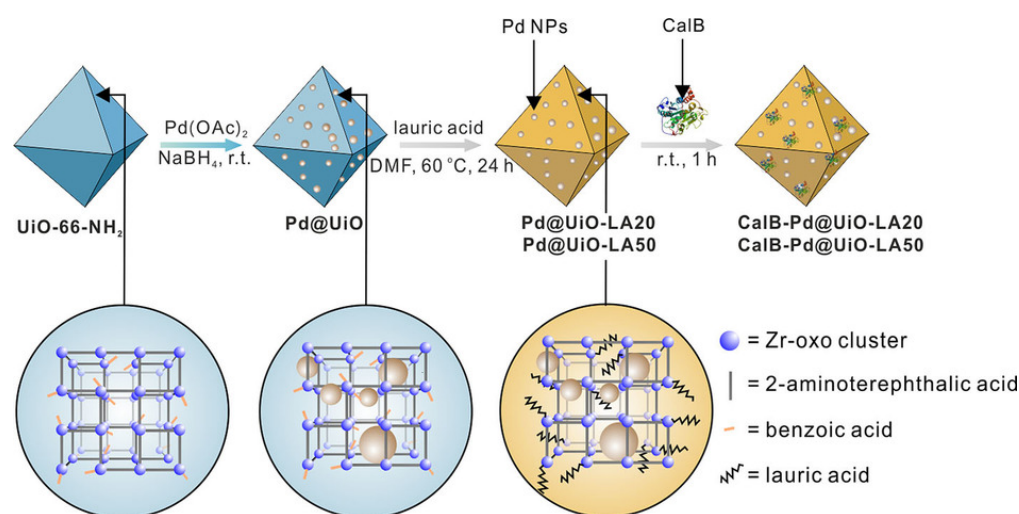 Pd NPs
CalB
Pd(OAc)₂
NaBH₄, r.t.
lauric acid
DMF, 60 °C, 24 h
r.t., 1 h
UiO-66-NH₂
Pd@UiO
Pd@UiO-LA20
Pd@UiO-LA50
CalB-Pd@UiO-LA20
CalB-Pd@UiO-LA50
= Zr-oxo cluster
= 2-aminoterephthalic acid
= benzoic acid
= lauric acid